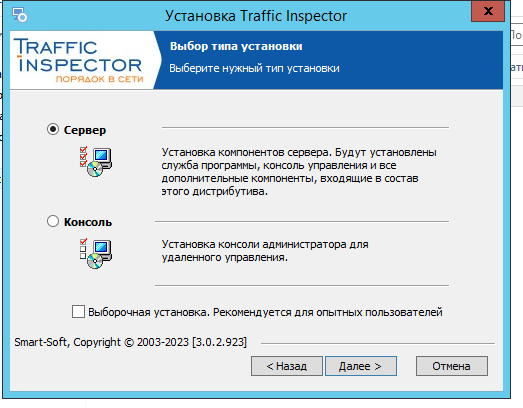 Установка Traffic Inspector
TRAFFIC
INSPECTOR
ПОРЯДОК В СЕТИ
Выбор типа установки
Выберите нужный тип установки
Сервер
Установка компонентов сервера. Будут установлены
служба программы, консоль управления и все
дополнительные компоненты, входящие в состав
этого дистрибутива.
Консоль
Установка консоли администратора для
удаленного управления.
Выборочная установка. Рекомендуется для опытных пользователей
Smart-Soft, Copyright © 2003-2023 [3.0.2.923]
< Назад
Далее >
Отмена